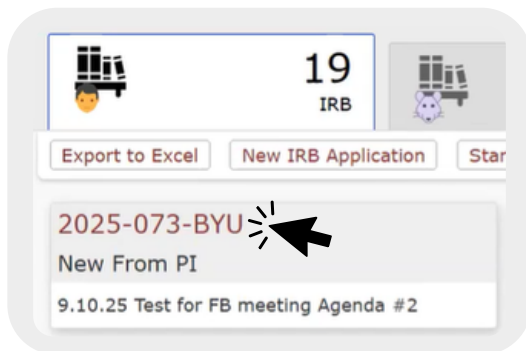 19
IRB
Export to Excel New IRB Application Star
2025-073-BYU
New From PI
9.10.25 Test for FB meeting Agenda #2